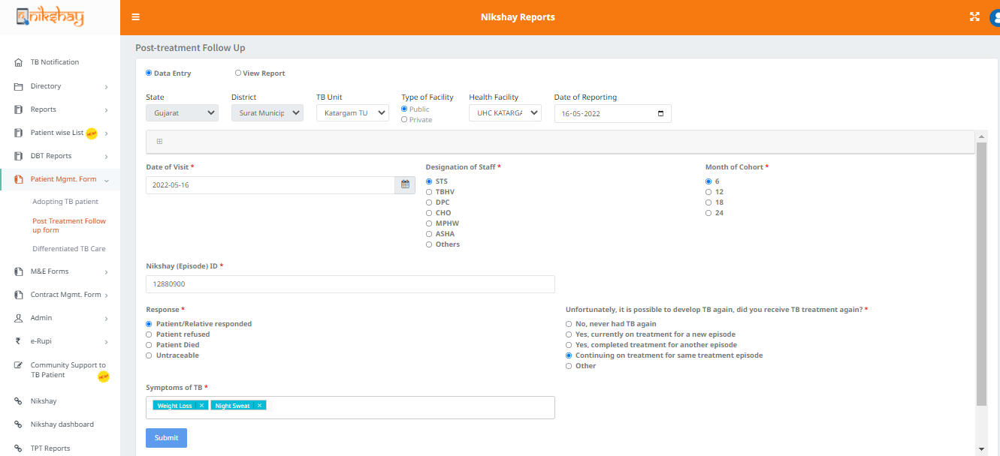 nikshay
Nikshay Reports
TB Notification
Directory
Reports
Patient wise List
DBT Reports
Patient Mgmt. Form
Adopting TB patient
Post Treatment Follow
up form
Differentiated TB Care
M&E Forms
Contract Mgmt. Form
Admin
e-Rupi
Community Support to
TB Patient
Nikshay
Nikshay dashboard
TPT Reports
Post-treatment Follow Up
Data Entry View Report
State District TB Unit Type of Facility Health Facility Date of Reporting
Gujarat Surat Municip Katargam TU Public UHC KATARGA 16-05-2022
Private
Date of Visit * Designation of Staff * Month of Cohort *
2022-05-16 STS 6
TBHV 12
DPC 18
CHO 24
MPHW
ASHA
Others
Nikshay (Episode) ID *
12880900
Response * Unfortunately, it is possible to develop TB again, did you receive TB treatment again? *
Patient/Relative responded No, never had TB again
Patient refused Yes, currently on treatment for a new episode
Patient Died Yes, completed treatment for another episode
Untraceable Continuing on treatment for same treatment episode
Other
Symptoms of TB *
Weight Loss × Night Sweat ×
Submit